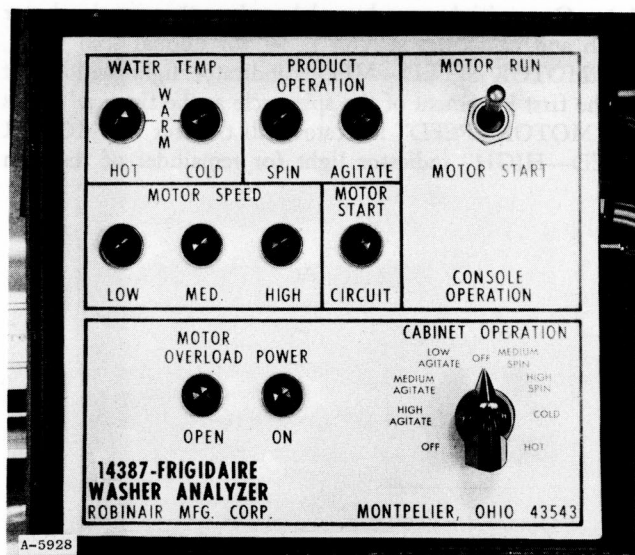 WATER TEMP.
WARM
HOT COLD
PRODUCT
OPERATION
SPIN AGITATE
MOTOR RUN
MOTOR START
MOTOR SPEED
LOW MED. HIGH
MOTOR
START
CIRCUIT
CONSOLE
OPERATION
MOTOR
OVERLOAD POWER
OPEN ON
CABINET OPERATION
OFF
LOW
AGITATE
MEDIUM
AGITATE
HIGH
AGITATE
OFF
MEDIUM
SPIN
HIGH
SPIN
COLD
HOT
14387-FRIGIDAIRE
WASHER ANALYZER
ROBINAIR MFG. CORP. MONTPELIER, OHIO 43543
A-5928